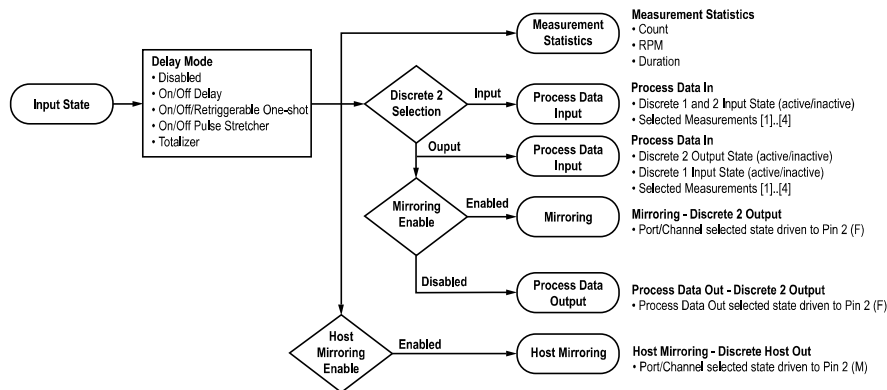 Input State
Delay Mode
• Disabled
• On/Off Delay
• On/Off/Retriggerable One-shot
• On/Off Pulse Stretcher
• Totalizer
Measurement
Statistics
Measurement Statistics
• Count
• RPM
• Duration
Discrete 2
Selection
Input
Process Data
Input
Process Data In
• Discrete 1 and 2 Input State (active/inactive)
• Selected Measurements [1]..[4]
Ouput
Process Data
Input
Process Data In
• Discrete 2 Output State (active/inactive)
• Discrete 1 Input State (active/inactive)
• Selected Measurements [1]..[4]
Mirroring
Enable
Enabled
Mirroring
Mirroring - Discrete 2 Output
• Port/Channel selected state driven to Pin 2 (F)
Disabled
Process Data
Output
Process Data Out - Discrete 2 Output
• Process Data Out selected state driven to Pin 2 (F)
Host
Mirroring
Enable
Enabled
Host Mirroring
Host Mirroring - Discrete Host Out
• Port/Channel selected state driven to Pin 2 (M)